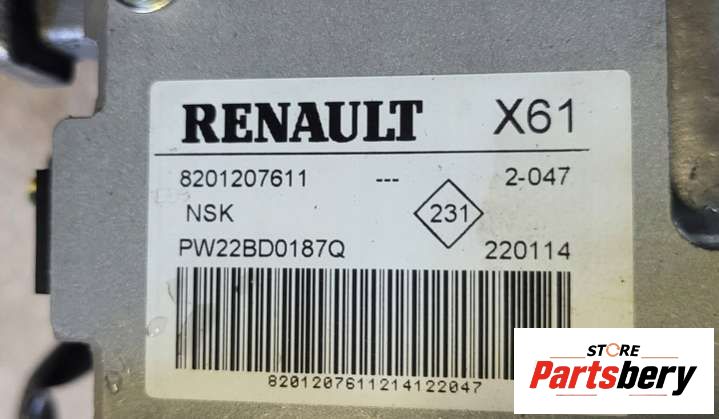 RENAULT X61
8201207611 --- 2-047
NSK 231
PW22BD0187Q 220114
8201207611214122047
STORE
Partsbery